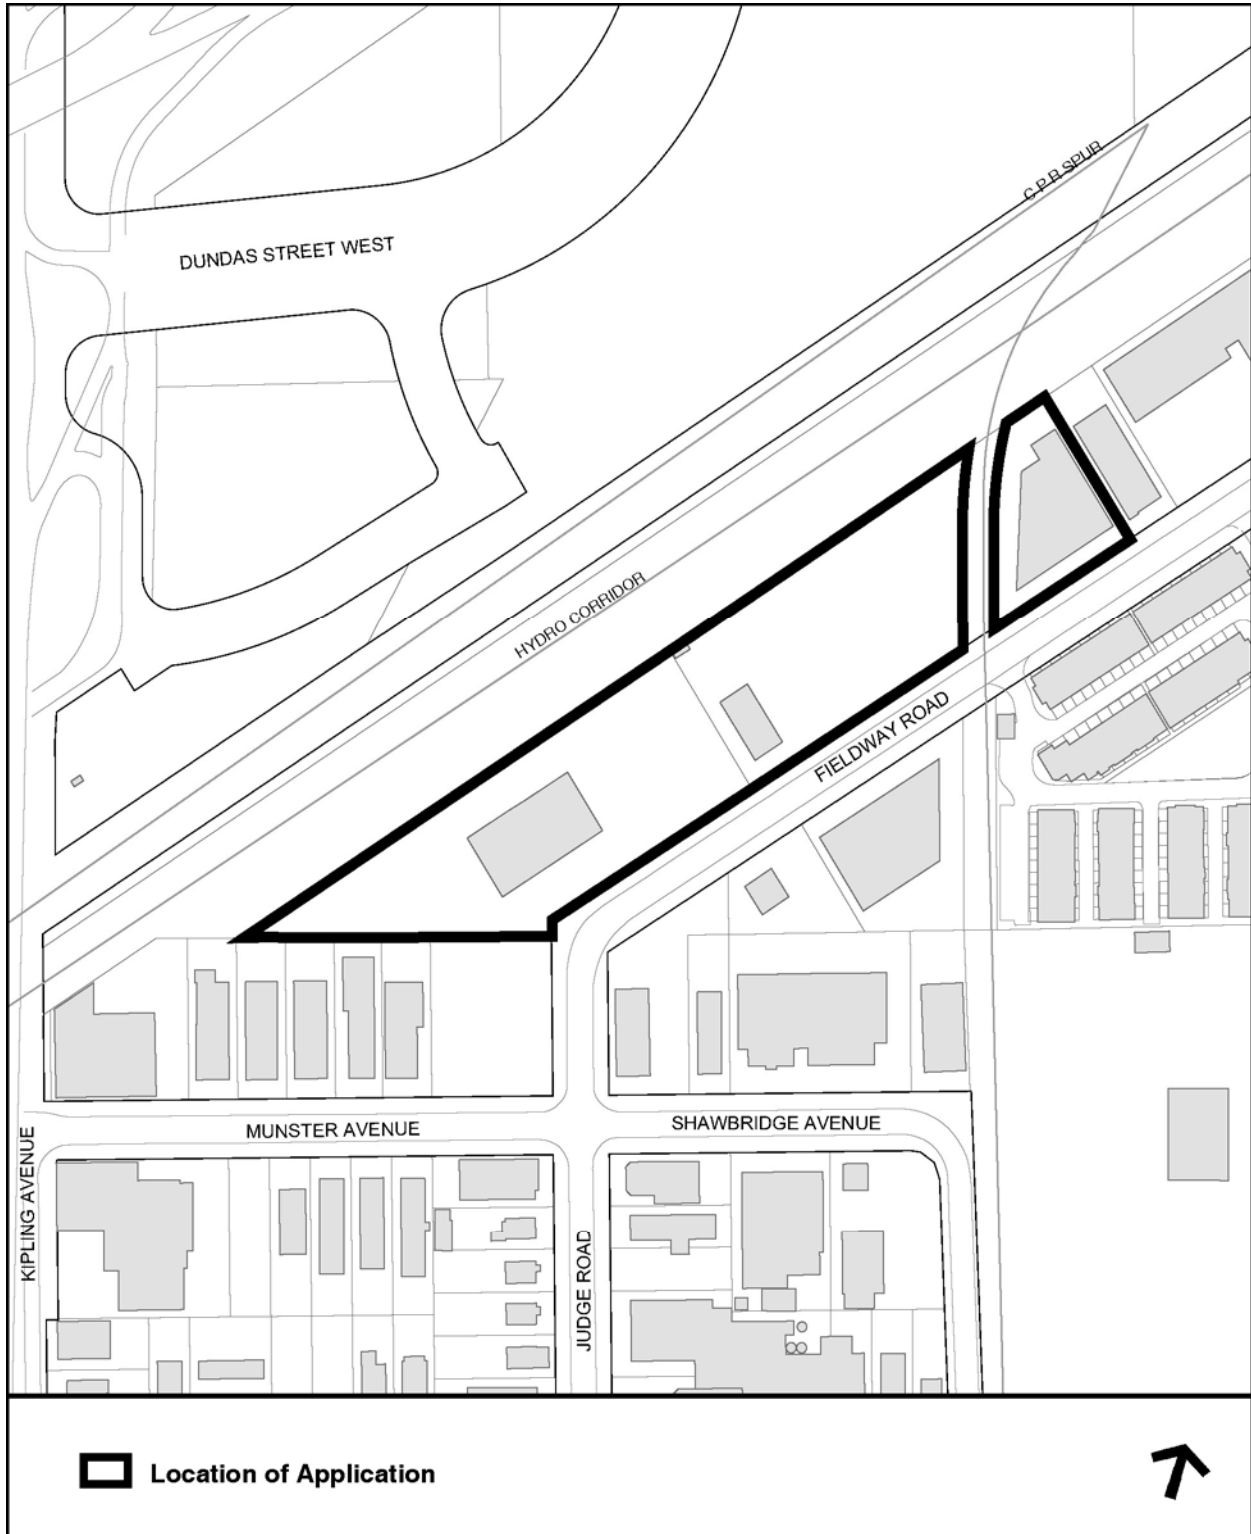 C P R SPUR
DUNDAS STREET WEST
HYDRO CORRIDOR
FIELDWAY ROAD
MUNSTER AVENUE
SHAWBRIDGE AVENUE
KIPLING AVENUE
JUDGE ROAD
Location of Application